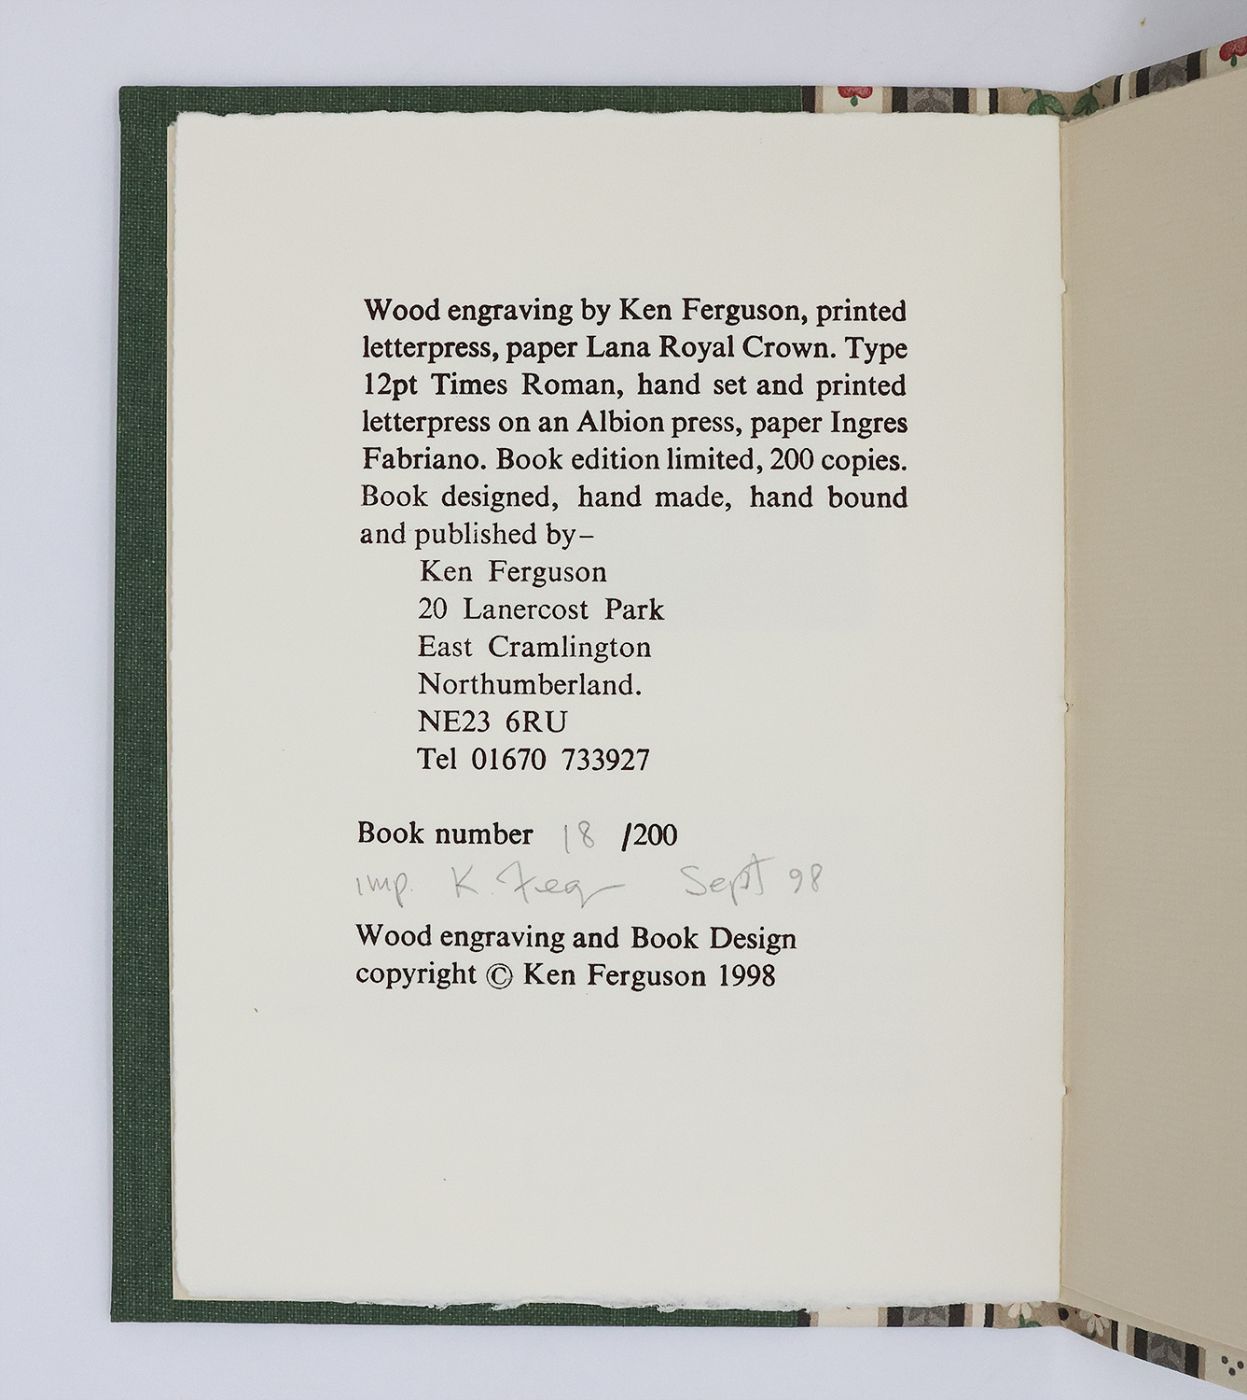 Wood engraving by Ken Ferguson, printed
letterpress, paper Lana Royal Crown. Type
12pt Times Roman, hand set and printed
letterpress on an Albion press, paper Ingres
Fabriano. Book edition limited, 200 copies.
Book designed, hand made, hand bound
and published by–
Ken Ferguson
20 Lanercost Park
East Cramlington
Northumberland.
NE23 6RU
Tel 01670 733927
Book number 18 /200
imp. K. Sept 98
Wood engraving and Book Design
copyright © Ken Ferguson 1998